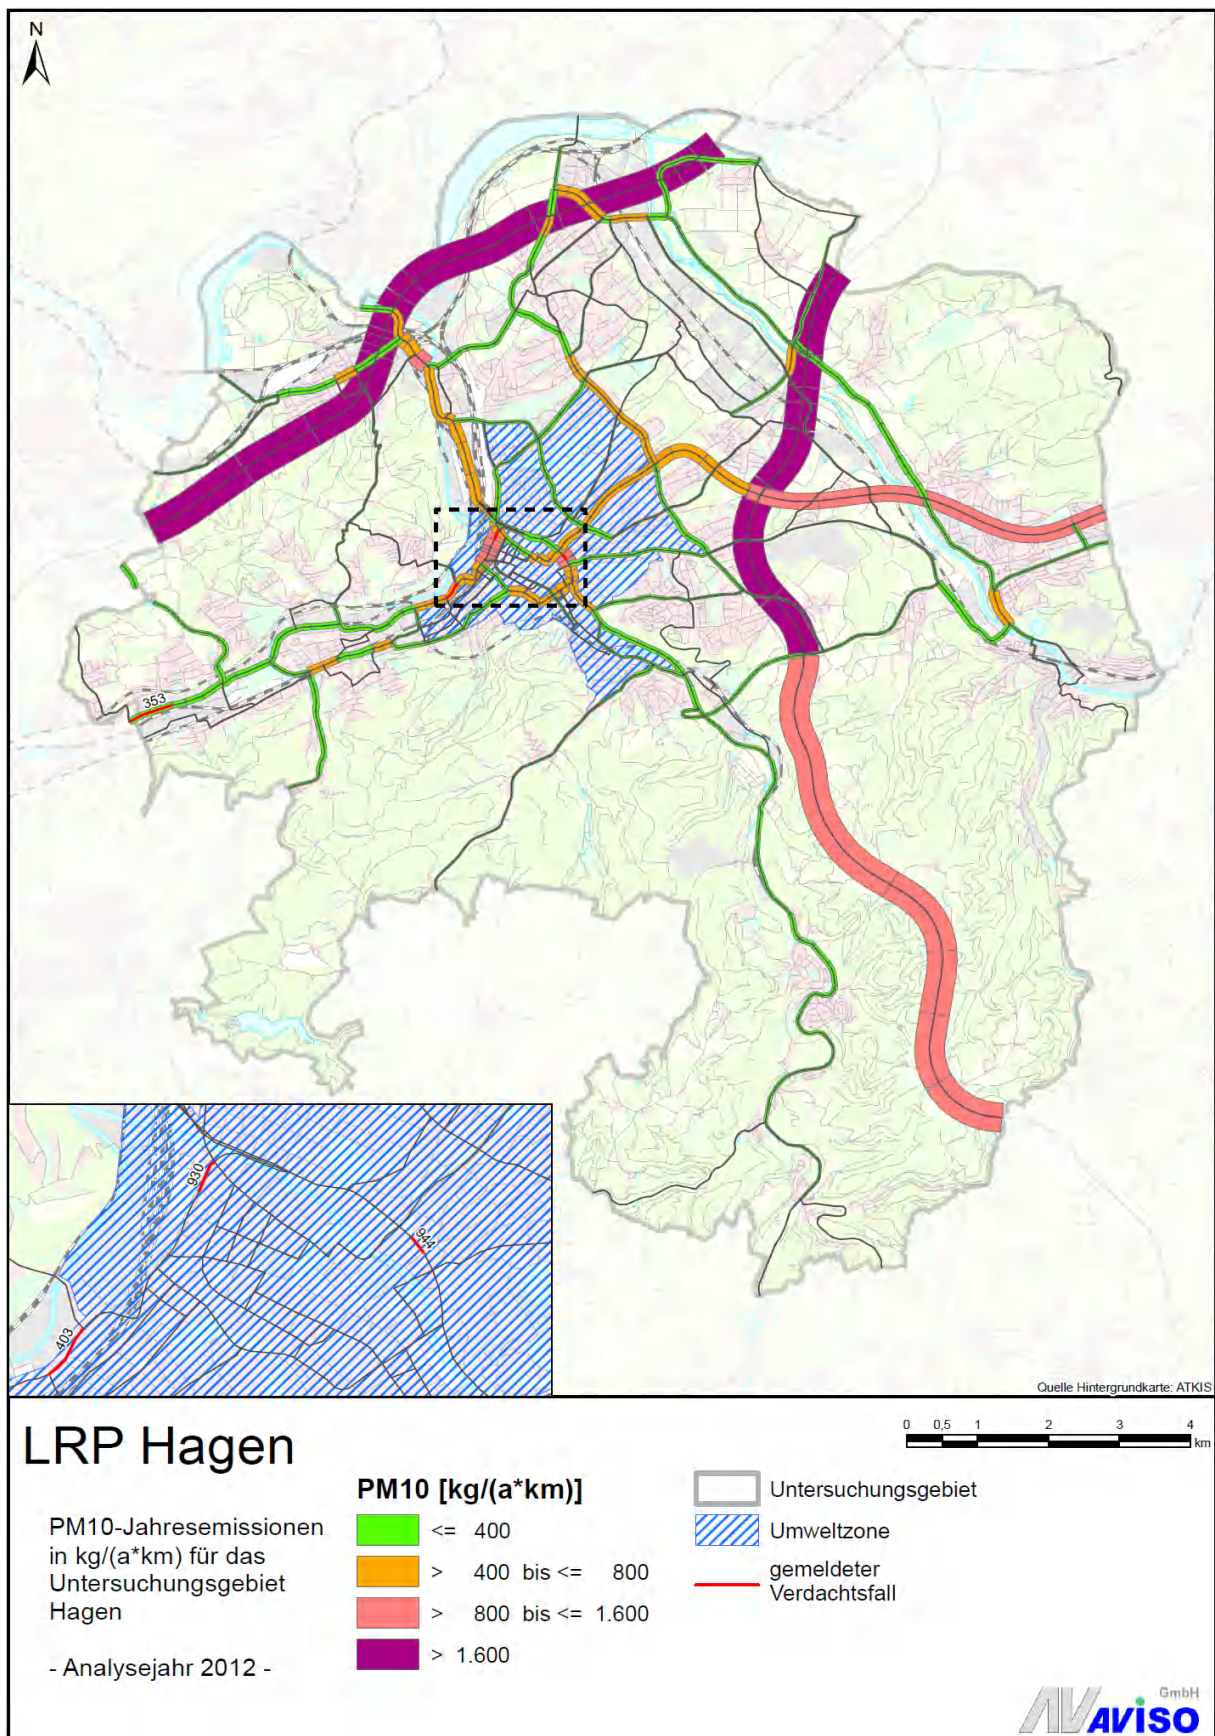 N
353
930
944
403
Quelle Hintergrundkarte: ATKIS
LRP Hagen
0 0,5 1 2 3 4
km
PM10-Jahresemissionen
in kg/(a*km) für das
Untersuchungsgebiet
Hagen
- Analysejahr 2012 -
PM10 [kg/(a*km)]
<= 400
> 400 bis <= 800
> 800 bis <= 1.600
> 1.600
Untersuchungsgebiet
Umweltzone
gemeldeter
Verdachtsfall
GmbH
AVISO